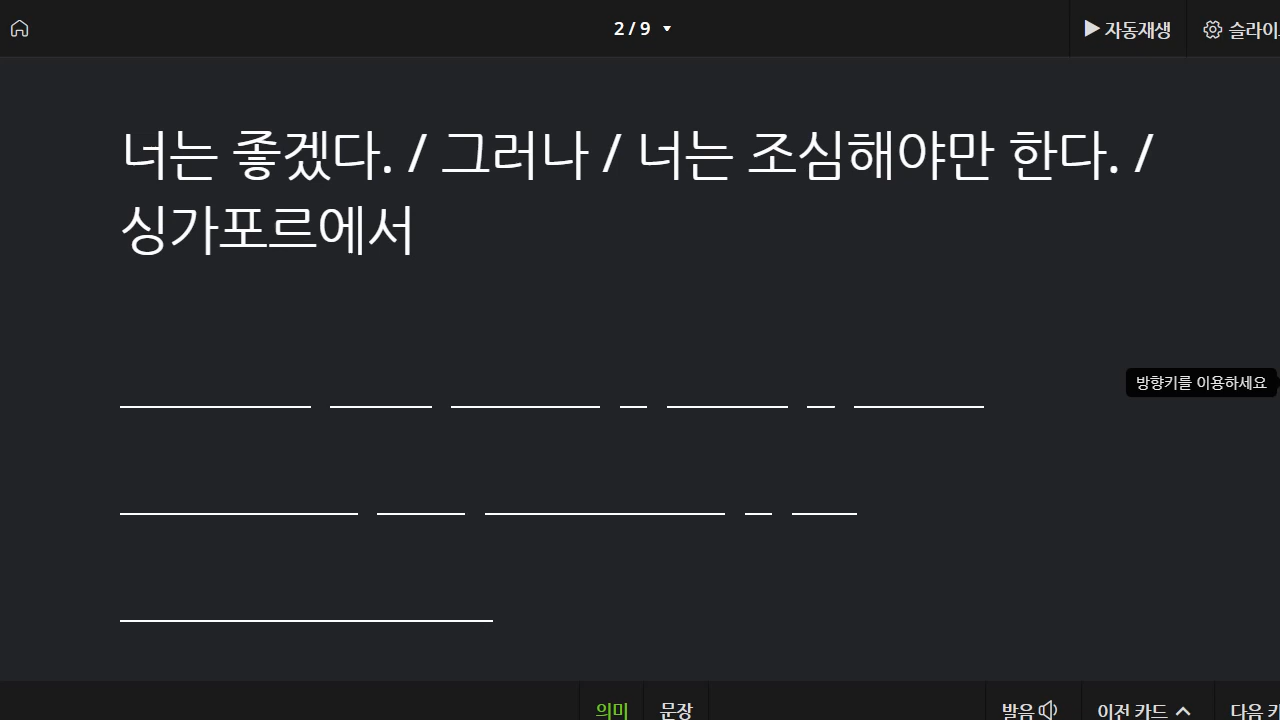 2 / 9
자동재생
슬라이
너는 좋겠다. / 그러나 / 너는 조심해야만 한다. /
싱가포르에서
방향키를 이용하세요
의미
문장
발음
이전 카드
다음